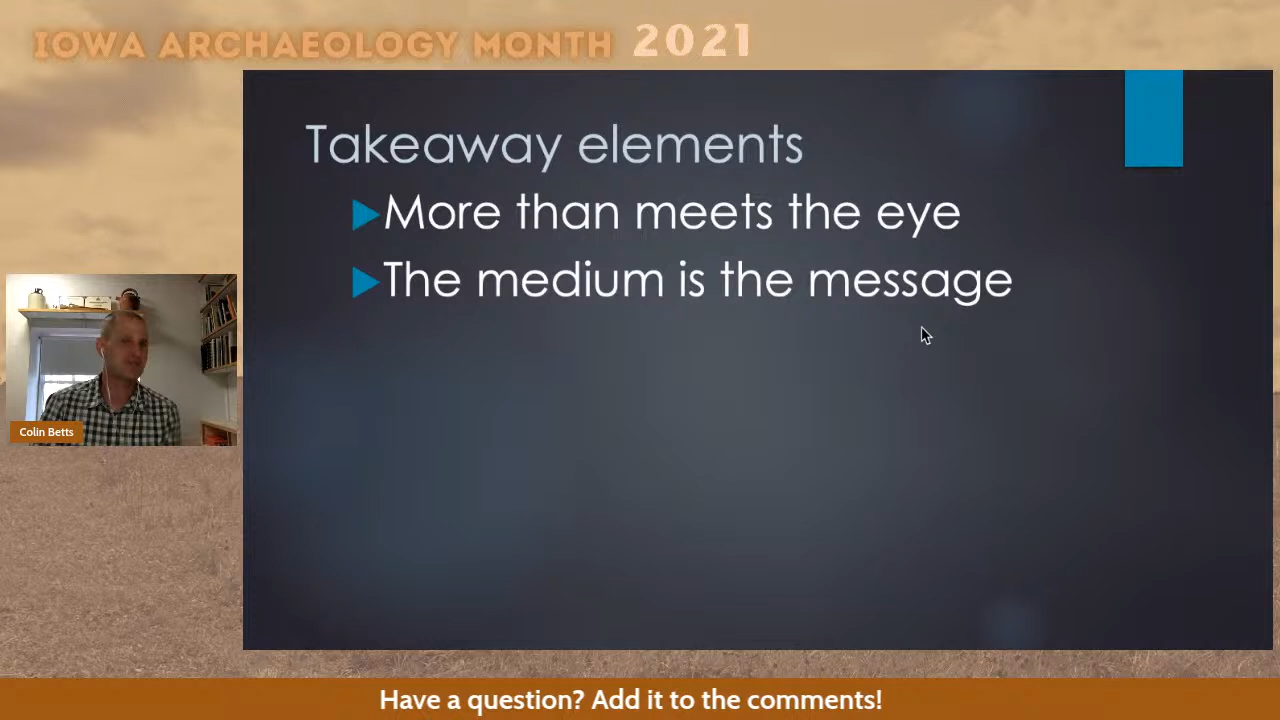 IOWA ARCHAEOLOGY MONTH 2021
Takeaway elements
More than meets the eye
The medium is the message
Colin Betts
Have a question? Add it to the comments!